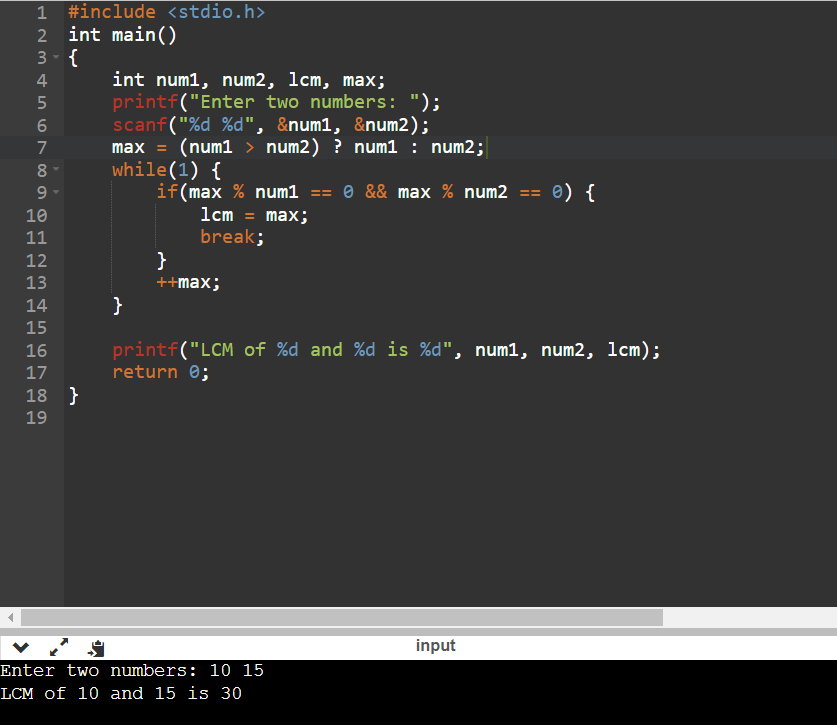 1 #include <stdio.h>
2 int main()
3 {
4     int num1, num2, lcm, max;
5     printf("Enter two numbers: ");
6     scanf("%d %d", &num1, &num2);
7     max = (num1 > num2) ? num1 : num2;
8     while(1) {
9         if(max % num1 == 0 && max % num2 == 0) {
10             lcm = max;
11             break;
12         }
13         ++max;
14     }
15
16     printf("LCM of %d and %d is %d", num1, num2, lcm);
17     return 0;
18 }
19
input
Enter two numbers: 10 15
LCM of 10 and 15 is 30